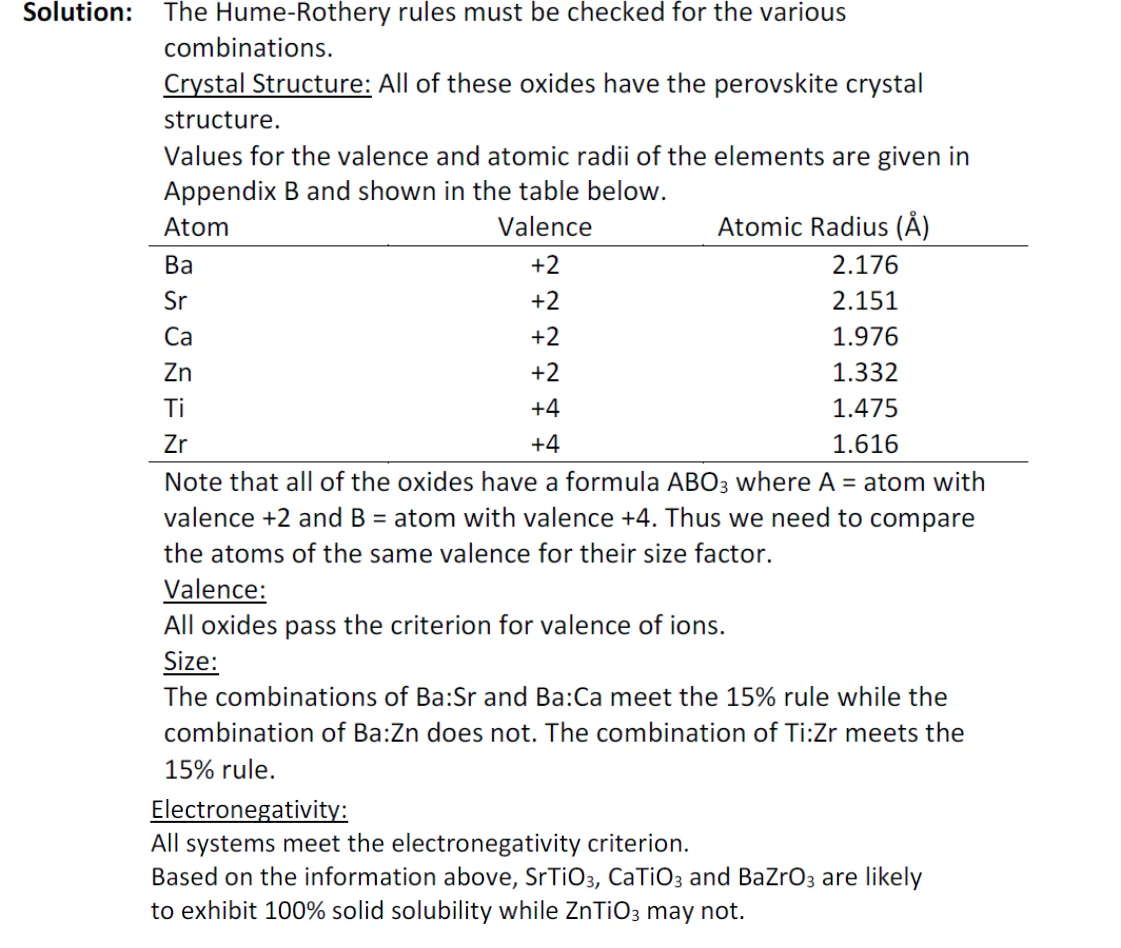 Solution: The Hume-Rothery rules must be checked for the various
combinations.
Crystal Structure: All of these oxides have the perovskite crystal
structure.
Values for the valence and atomic radii of the elements are given in
Appendix B and shown in the table below.
Atom Valence Atomic Radius (Å)
Ba +2 2.176
Sr +2 2.151
Ca +2 1.976
Zn +2 1.332
Ti +4 1.475
Zr +4 1.616
Note that all of the oxides have a formula ABO₃ where A = atom with
valence +2 and B = atom with valence +4. Thus we need to compare
the atoms of the same valence for their size factor.
Valence:
All oxides pass the criterion for valence of ions.
Size:
The combinations of Ba:Sr and Ba:Ca meet the 15% rule while the
combination of Ba:Zn does not. The combination of Ti:Zr meets the
15% rule.
Electronegativity:
All systems meet the electronegativity criterion.
Based on the information above, SrTiO₃, CaTiO₃ and BaZrO₃ are likely
to exhibit 100% solid solubility while ZnTiO₃ may not.